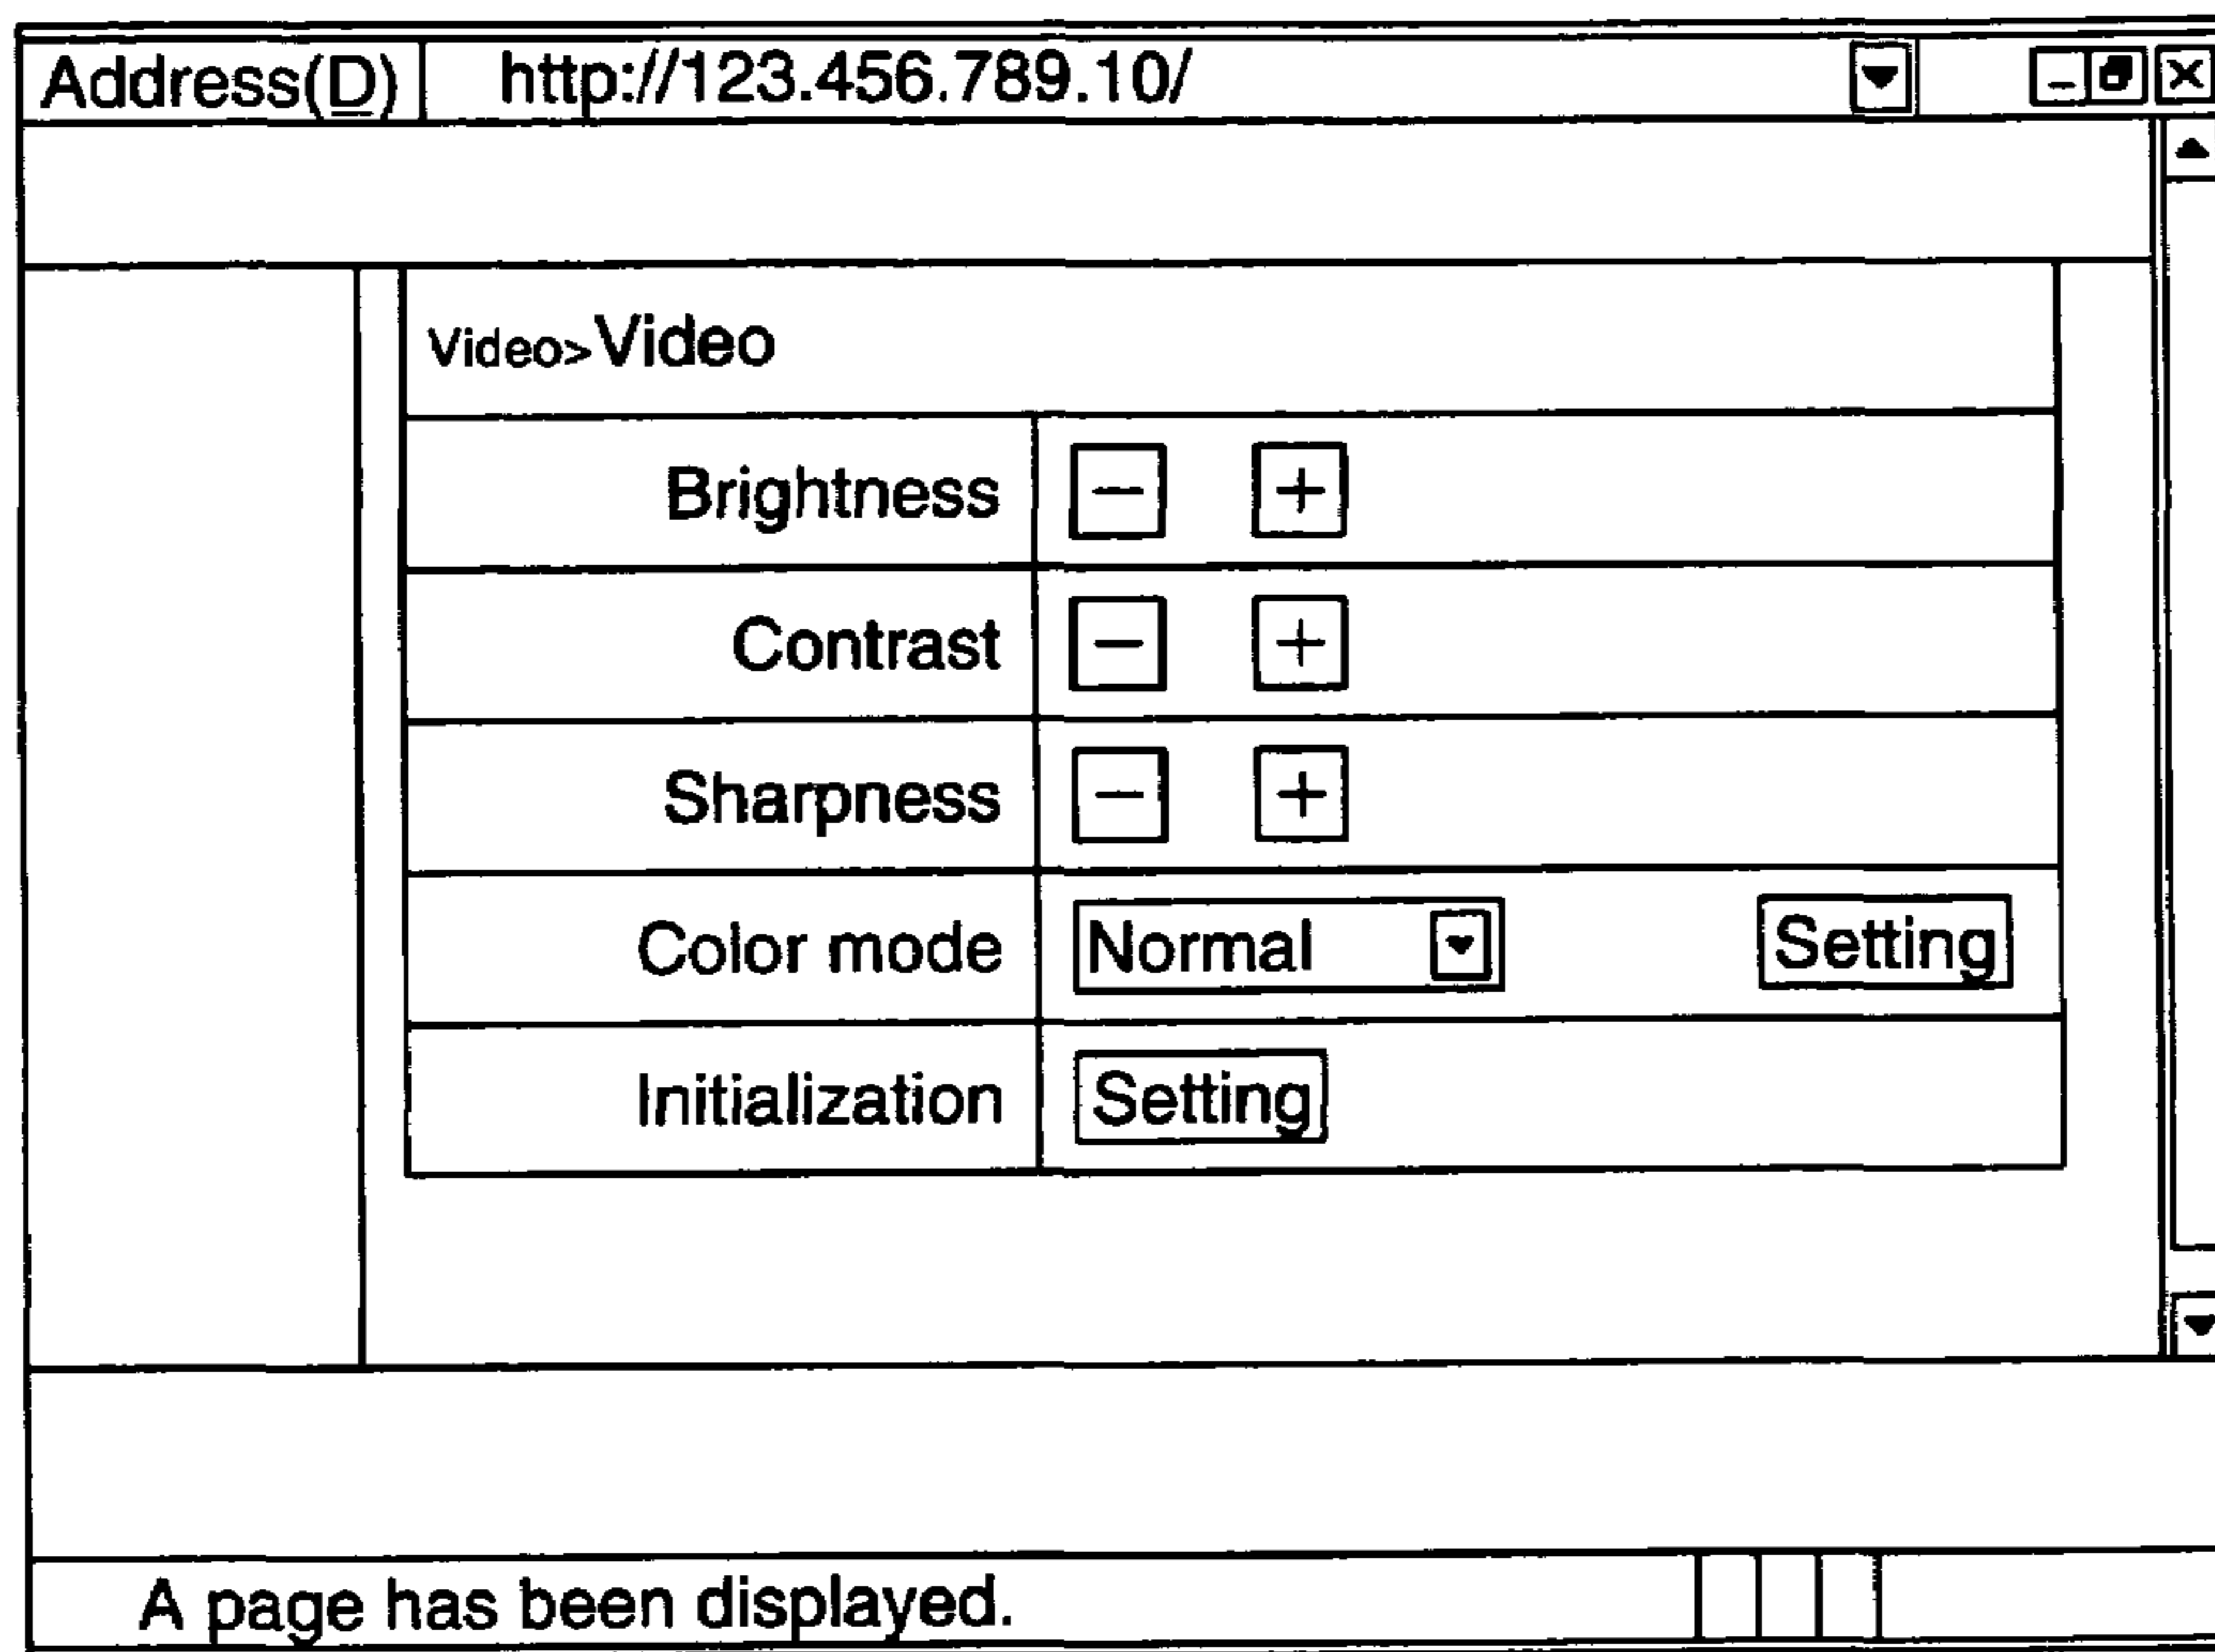 Address(D) http://123.456.789.10/
Video>Video
Brightness − +
Contrast − +
Sharpness − +
Color mode Normal Setting
Initialization Setting
A page has been displayed.